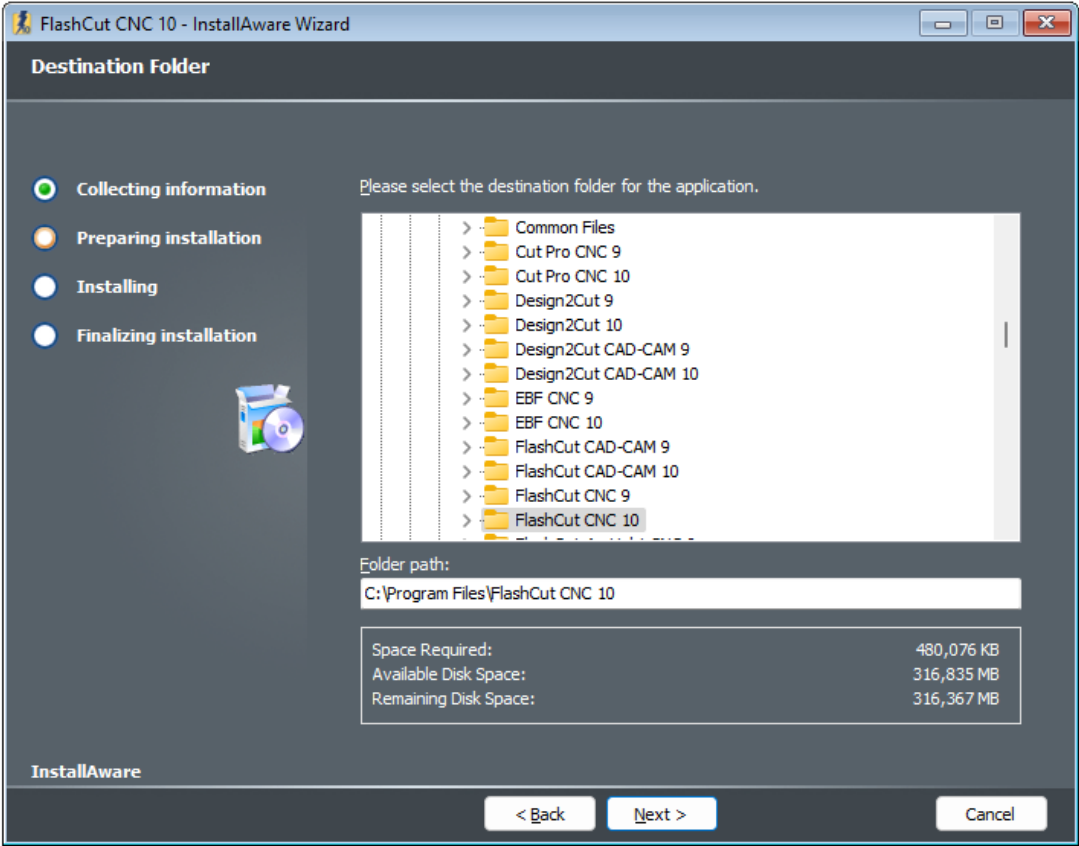 FlashCut CNC 10 - InstallAware Wizard
Destination Folder
Collecting information
Preparing installation
Installing
Finalizing installation
Please select the destination folder for the application.
Common Files
Cut Pro CNC 9
Cut Pro CNC 10
Design2Cut 9
Design2Cut 10
Design2Cut CAD-CAM 9
Design2Cut CAD-CAM 10
EBF CNC 9
EBF CNC 10
FlashCut CAD-CAM 9
FlashCut CAD-CAM 10
FlashCut CNC 9
FlashCut CNC 10
Folder path:
C:\Program Files\FlashCut CNC 10
Space Required: 480,076 KB
Available Disk Space: 316,835 MB
Remaining Disk Space: 316,367 MB
InstallAware
< Back Next > Cancel